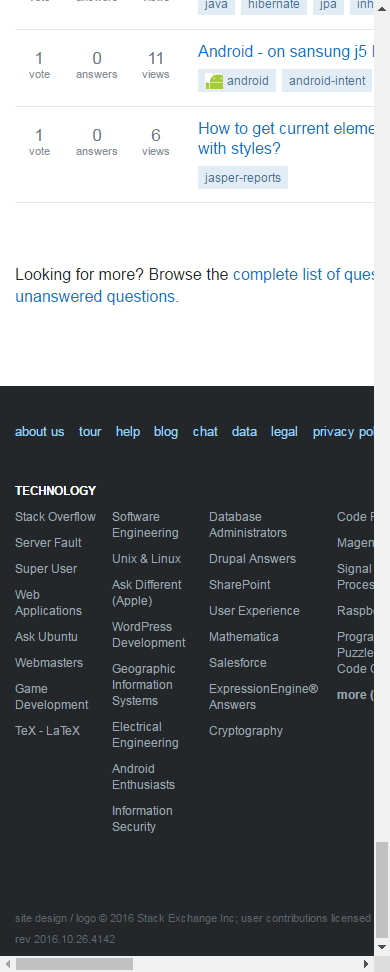 java hibernate jpa inh
1 0 11 Android - on sansung j5
vote answers views
android android-intent
1 0 6 How to get current eleme
vote answers views with styles?
jasper-reports
Looking for more? Browse the complete list of ques
unanswered questions.
about us tour help blog chat data legal privacy pol
TECHNOLOGY
Stack Overflow
Server Fault
Super User
Web
Applications
Ask Ubuntu
Webmasters
Game
Development
TeX - LaTeX
Software
Engineering
Unix & Linux
Ask Different
(Apple)
WordPress
Development
Geographic
Information
Systems
Electrical
Engineering
Android
Enthusiasts
Information
Security
Database
Administrators
Drupal Answers
SharePoint
User Experience
Mathematica
Salesforce
ExpressionEngine®
Answers
Cryptography
Code
Magen
Signal
Proces
Raspb
Progra
Puzzle
Code
more (
site design / logo © 2016 Stack Exchange Inc; user contributions licensed
rev 2016.10.26.4142